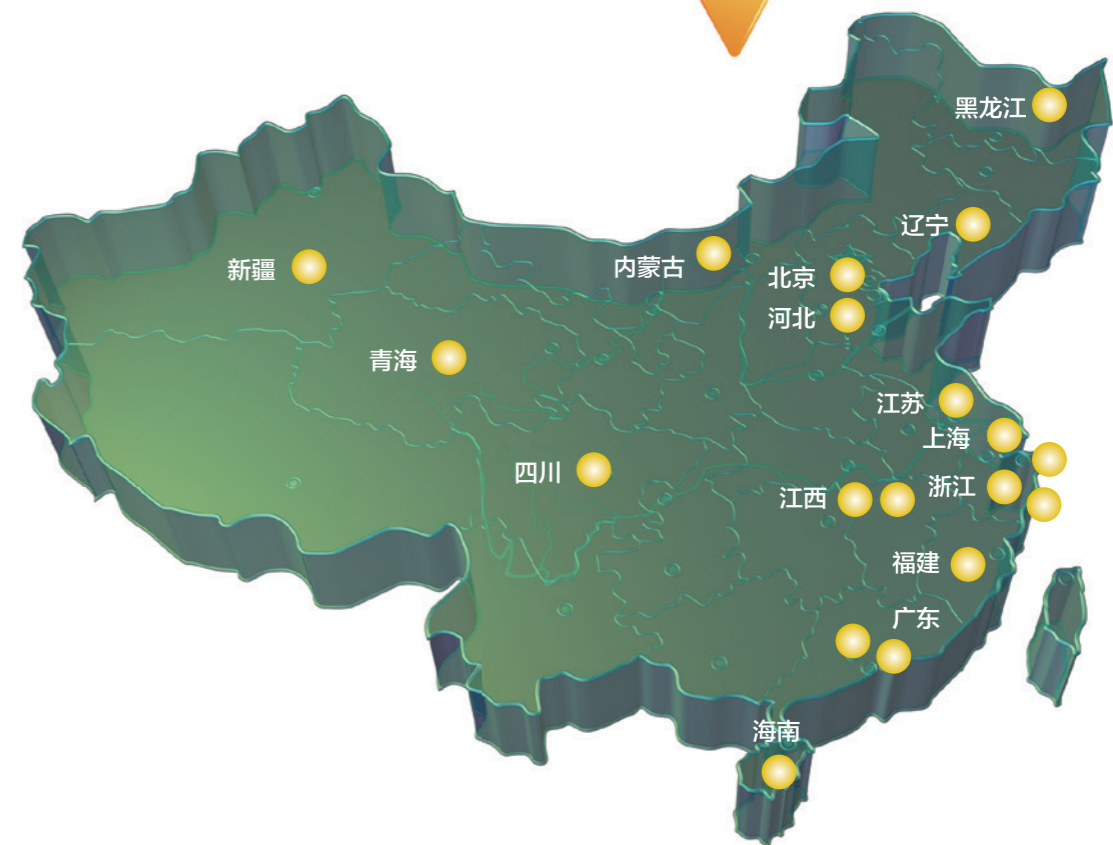 黑龙江
辽宁
新疆
内蒙古
北京
河北
青海
江苏
上海
四川
江西
浙江
福建
广东
海南